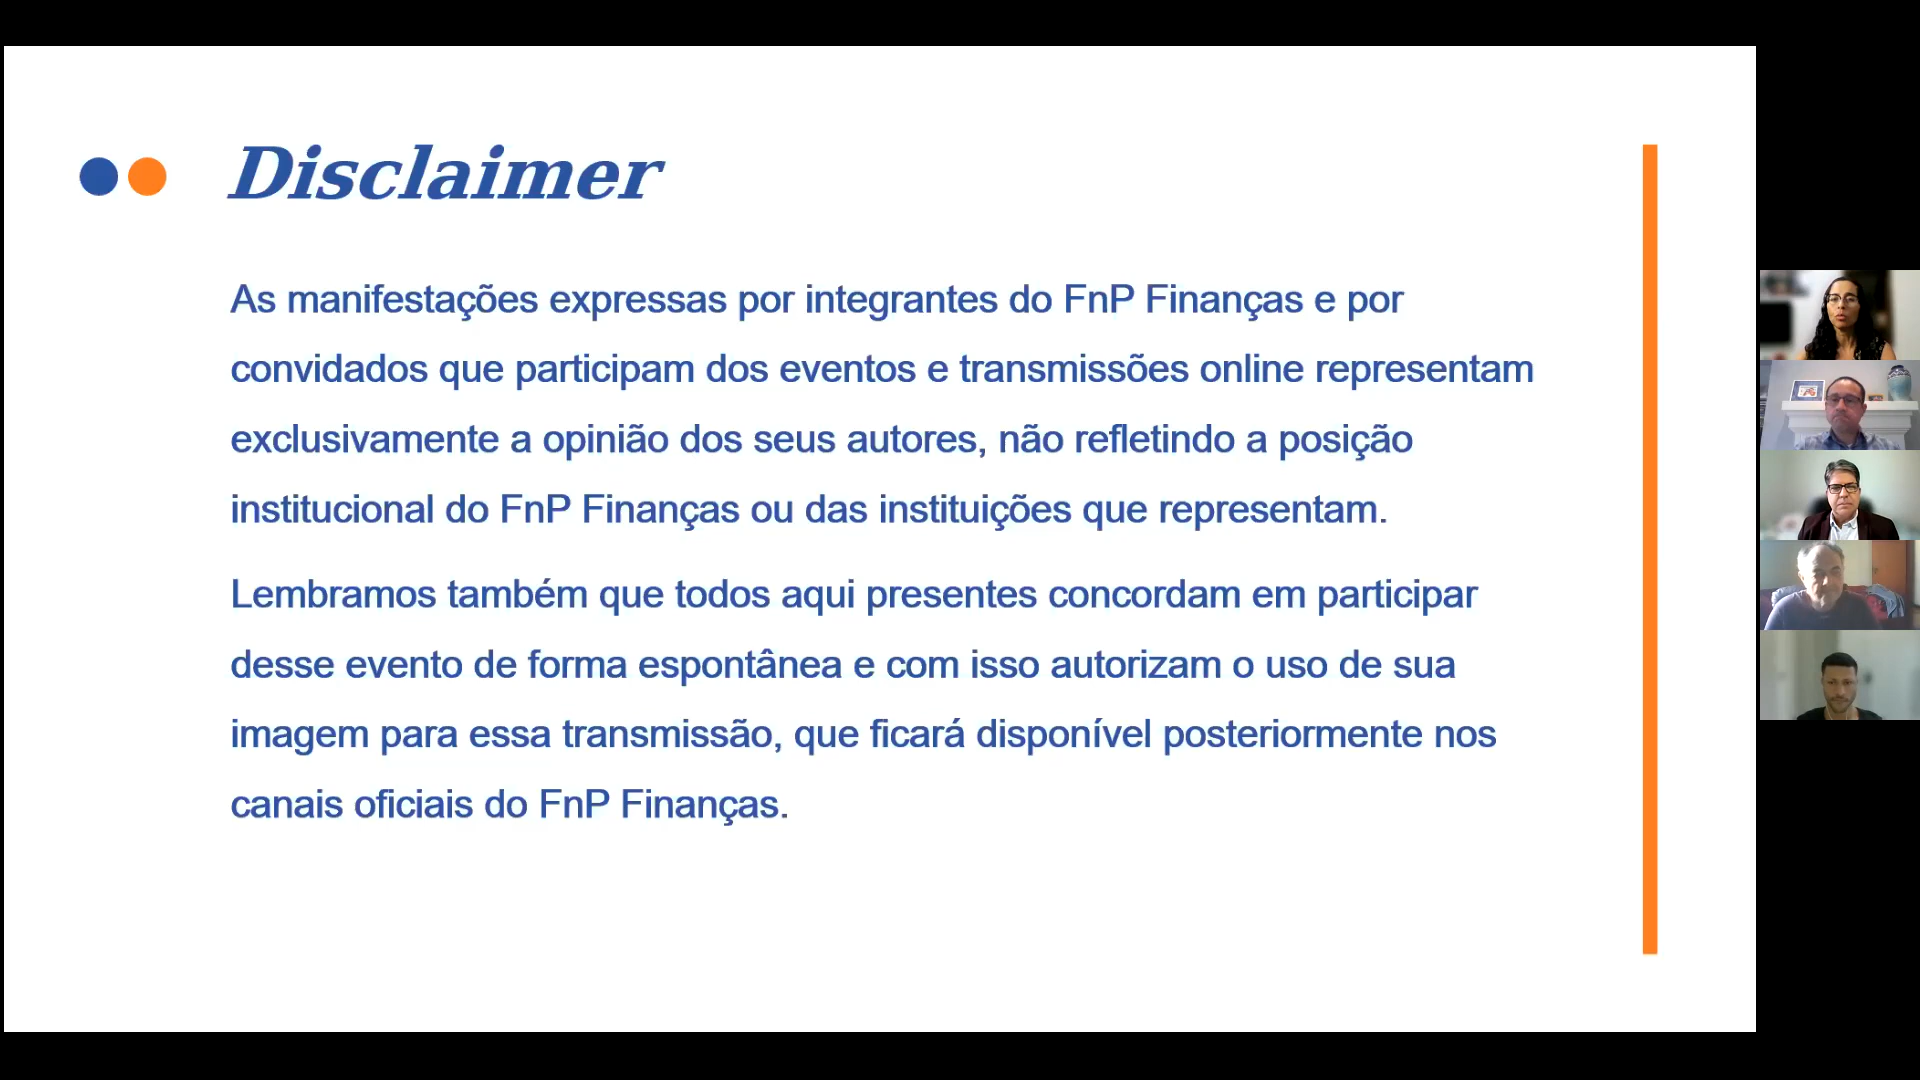 Disclaimer
As manifestações expressas por integrantes do FnP Finanças e por
convidados que participam dos eventos e transmissões online representam
exclusivamente a opinião dos seus autores, não refletindo a posição
institucional do FnP Finanças ou das instituições que representam.
Lembramos também que todos aqui presentes concordam em participar
desse evento de forma espontânea e com isso autorizam o uso de sua
imagem para essa transmissão, que ficará disponível posteriormente nos
canais oficiais do FnP Finanças.